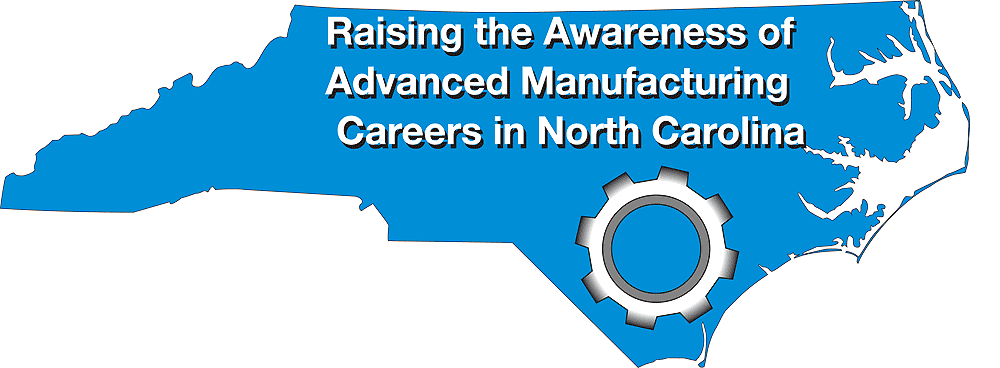 Raising the Awareness of
Advanced Manufacturing
Careers in North Carolina